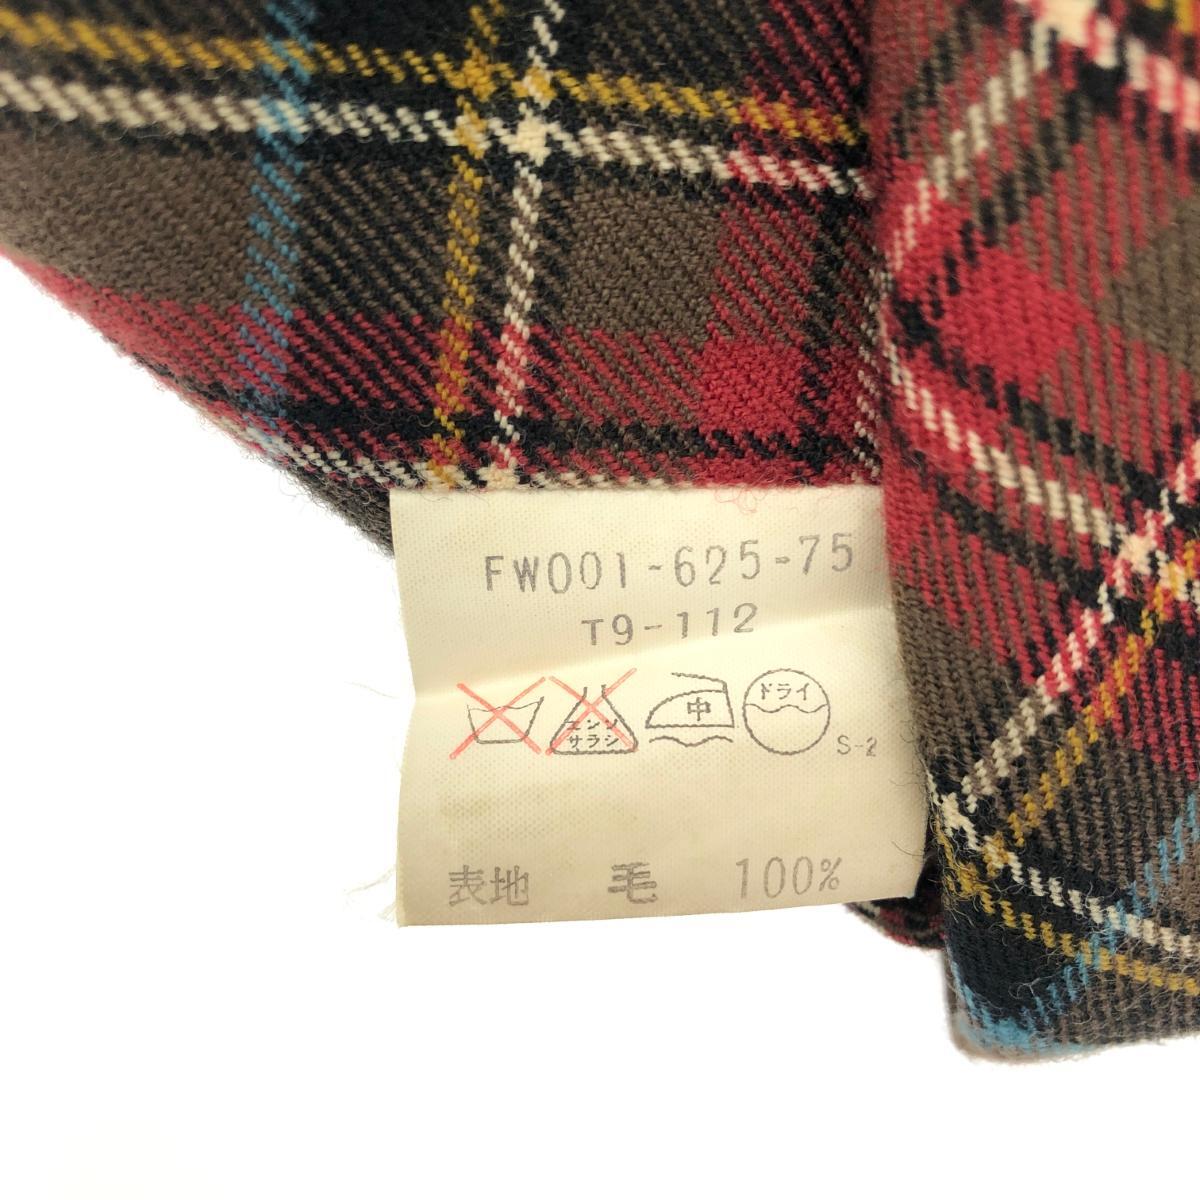 FW001-625-75
T9-112
エンソ サラシ 中 ドライ S-2
表地 毛 100%